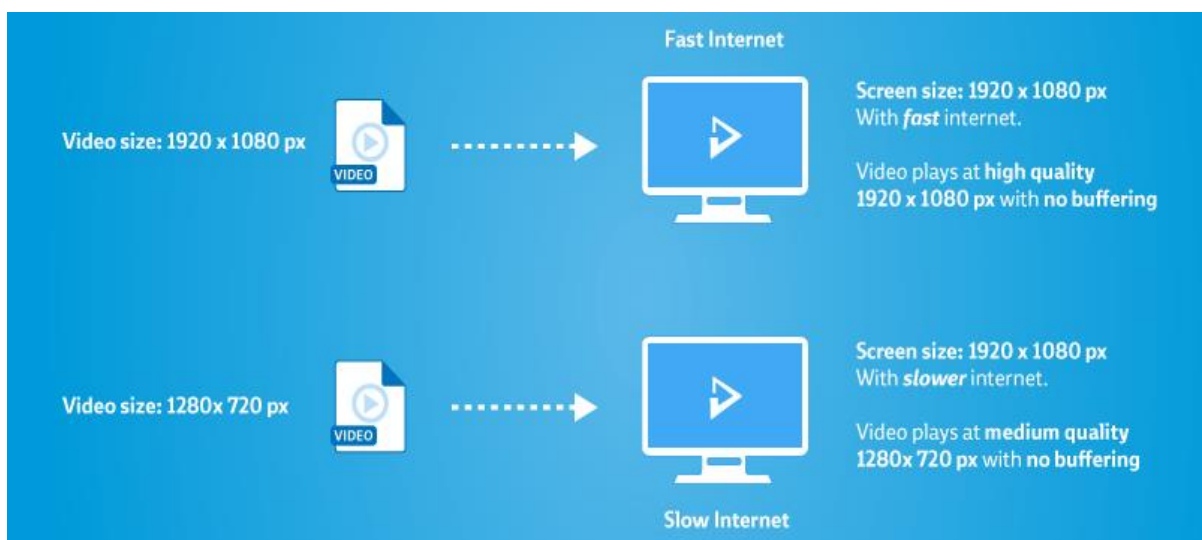 Fast Internet
Video size: 1920 x 1080 px
VIDEO
Screen size: 1920 x 1080 px
With fast internet.
Video plays at high quality
1920 x 1080 px with no buffering
Video size: 1280x 720 px
VIDEO
Screen size: 1920 x 1080 px
With slower internet.
Video plays at medium quality
1280x 720 px with no buffering
Slow Internet